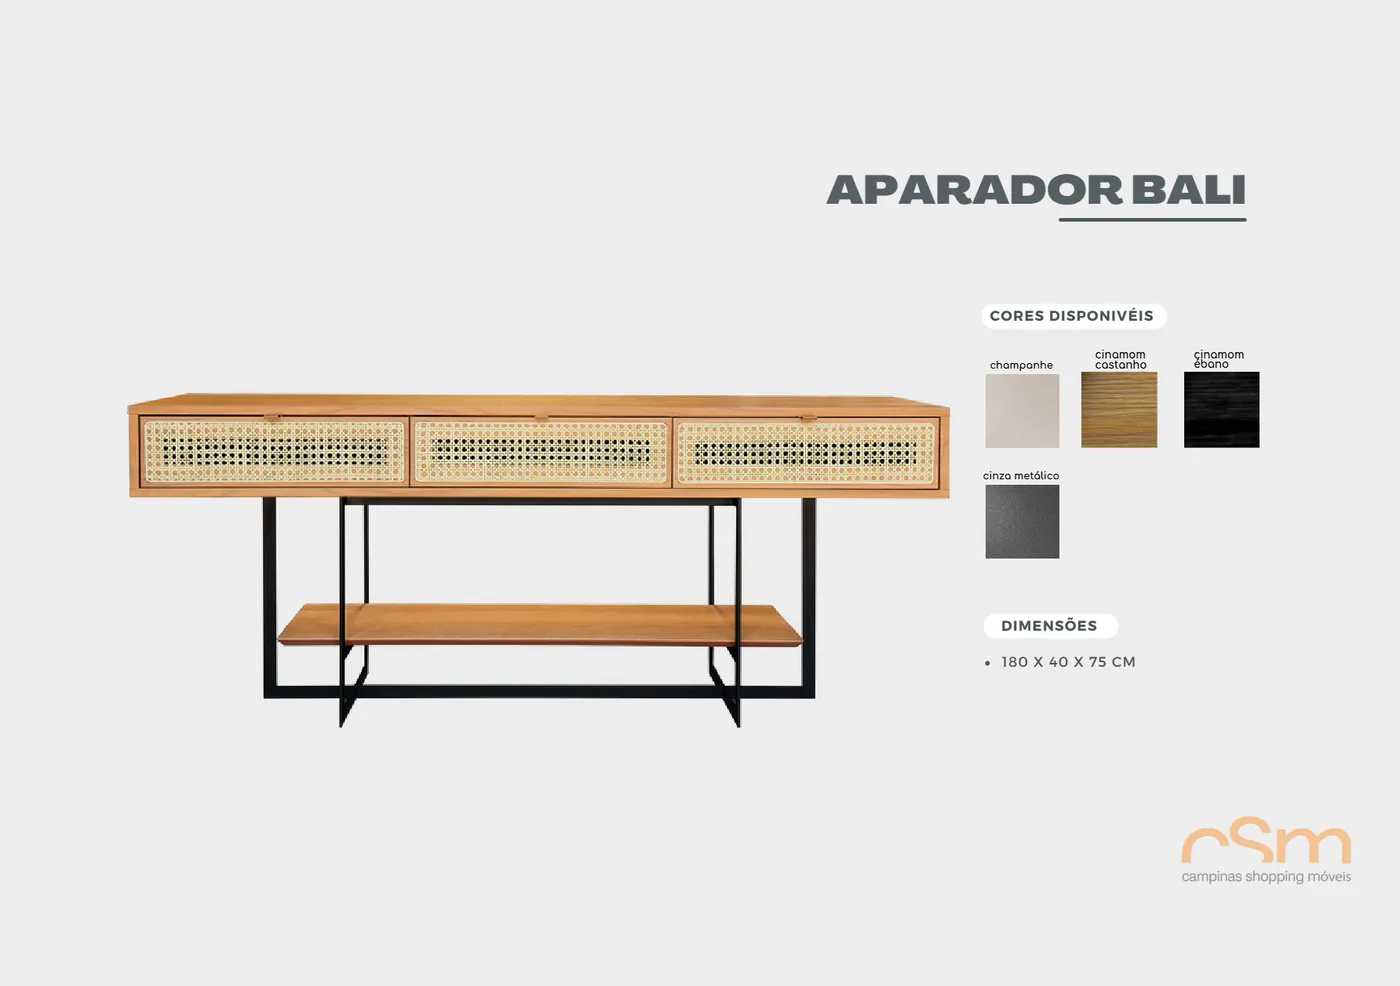 APARADOR BALI
CORES DISPONIVÉIS
champanhe
cinamom
castanho
cinamom
ébano
cinza metálico
DIMENSÕES
• 180 X 40 X 75 CM
csm
campinas shopping móveis